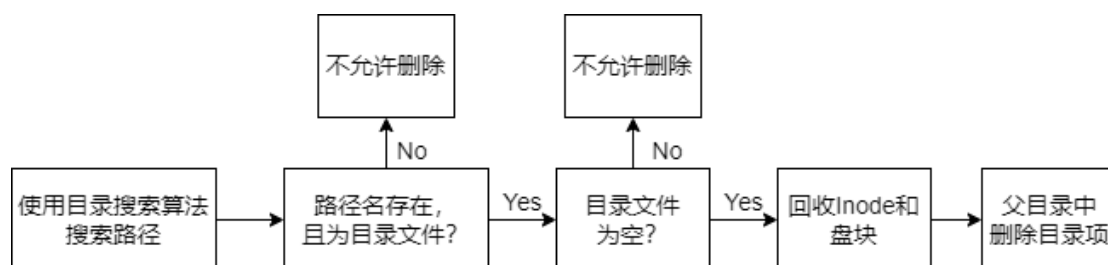 不允许删除
不允许删除
No
No
使用目录搜索算法
搜索路径
路径名存在,
且为目录文件?
Yes
目录文件
为空?
Yes
回收Inode和
盘块
父目录中
删除目录项